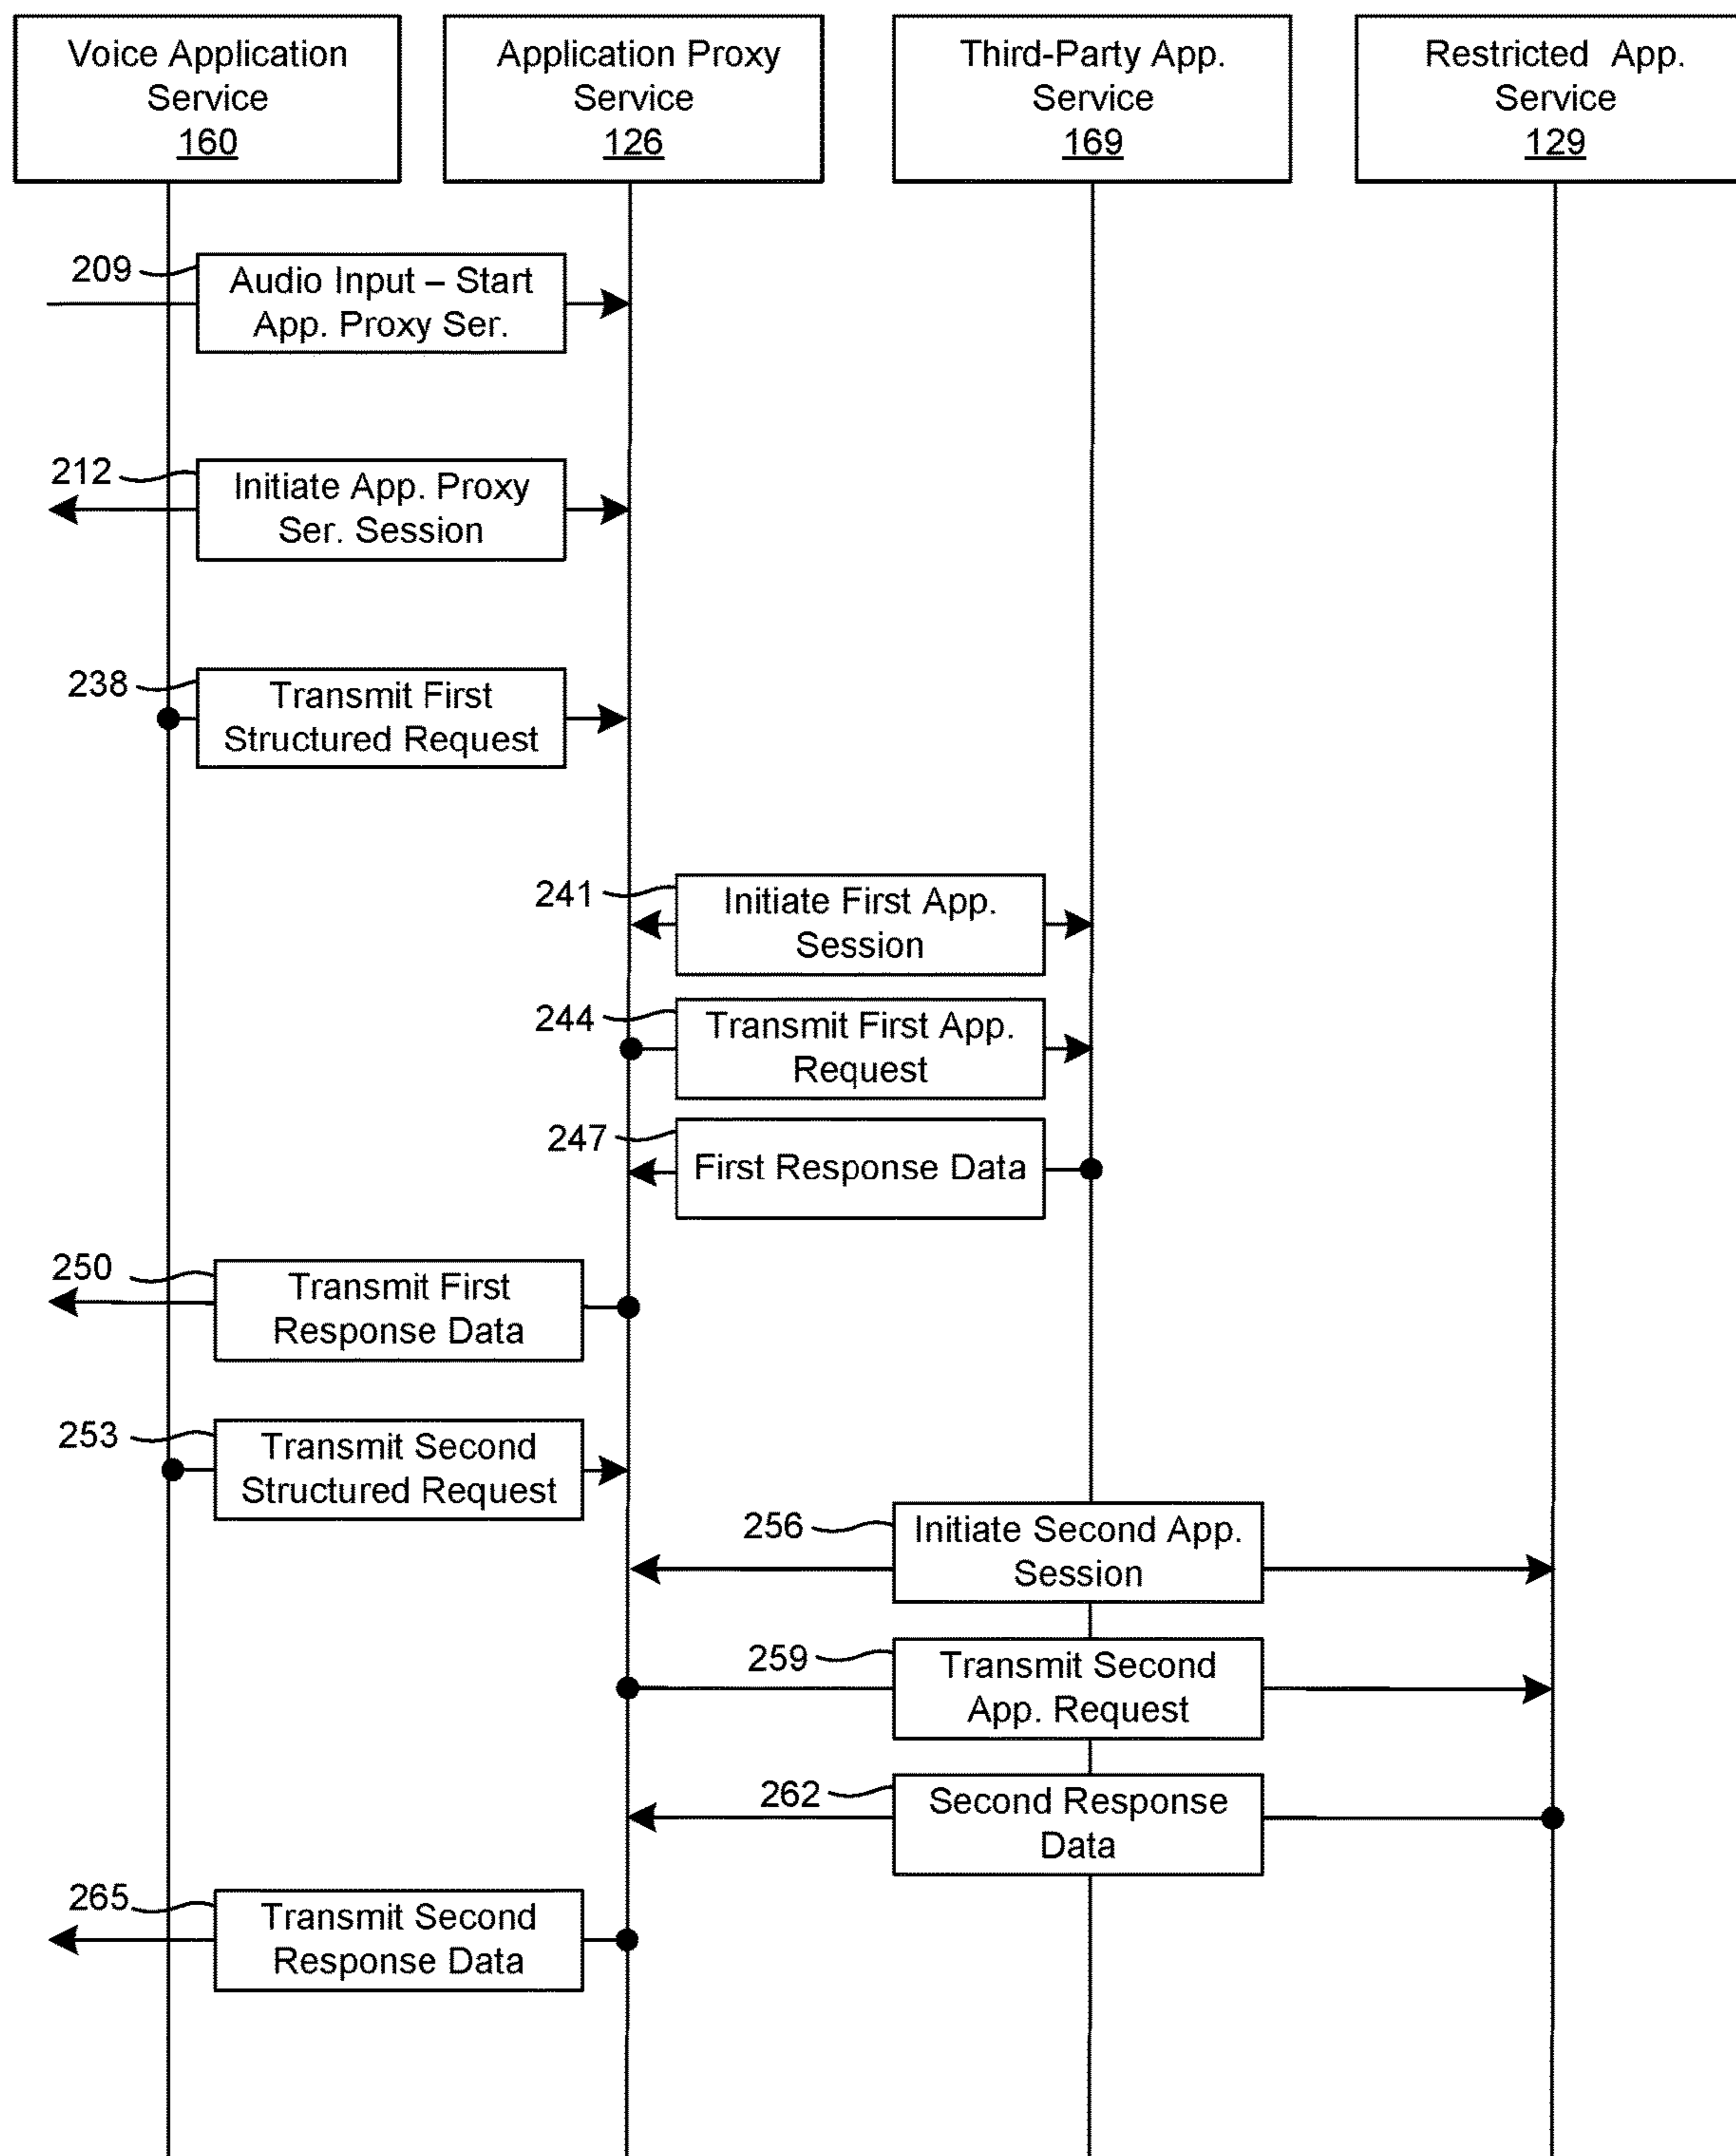 Voice Application
Service
160
Application Proxy
Service
126
Third-Party App.
Service
169
Restricted App.
Service
129
209
Audio Input – Start
App. Proxy Ser.
212
Initiate App. Proxy
Ser. Session
238
Transmit First
Structured Request
241
Initiate First App.
Session
244
Transmit First App.
Request
247
First Response Data
250
Transmit First
Response Data
253
Transmit Second
Structured Request
256
Initiate Second App.
Session
259
Transmit Second
App. Request
262
Second Response
Data
265
Transmit Second
Response Data